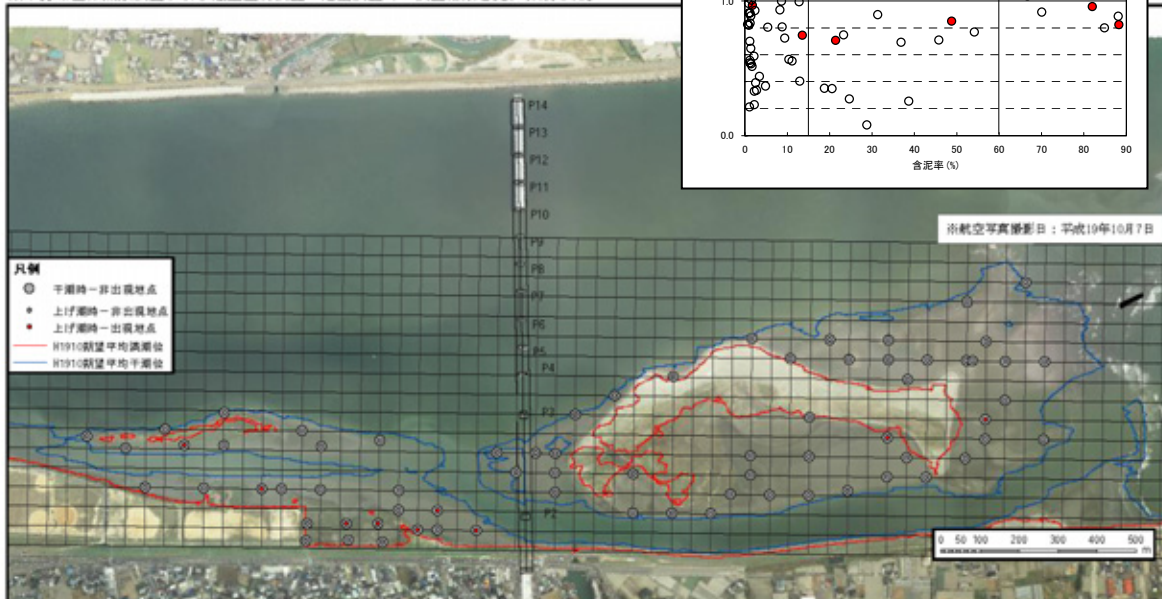 1.0
0.0
0 10 20 30 40 50 60 70 80 90
含泥率(%)
※航空写真撮影日：平成19年10月7日
P14
P13
P12
P11
P10
P9
P8
P7
P6
P5
P4
P3
P2
凡例
干潮時－非出現地点
上げ潮時－非出現地点
上げ潮時－出現地点
H1910朔望平均満潮位
H1910朔望平均干潮位
0 50 100 200 300 400 500
m